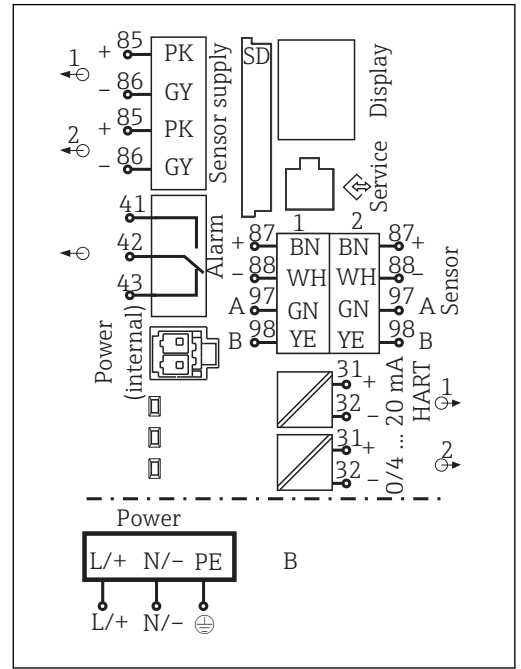 1 + 85 PK
− 86 GY
2 + 85 PK
− 86 GY
Sensor supply
SD
Display
Service
41
42
43
Alarm
1 2
+ 87 BN BN 87 +
− 88 WH WH 88 −
A 97 GN GN 97 A
B 98 YE YE 98 B
Sensor
Power
(internal)
31 +
32 −
31 +
32 −
0/4 ... 20 mA
HART
1
2
Power
L/+ N/− PE
B
L/+ N/−